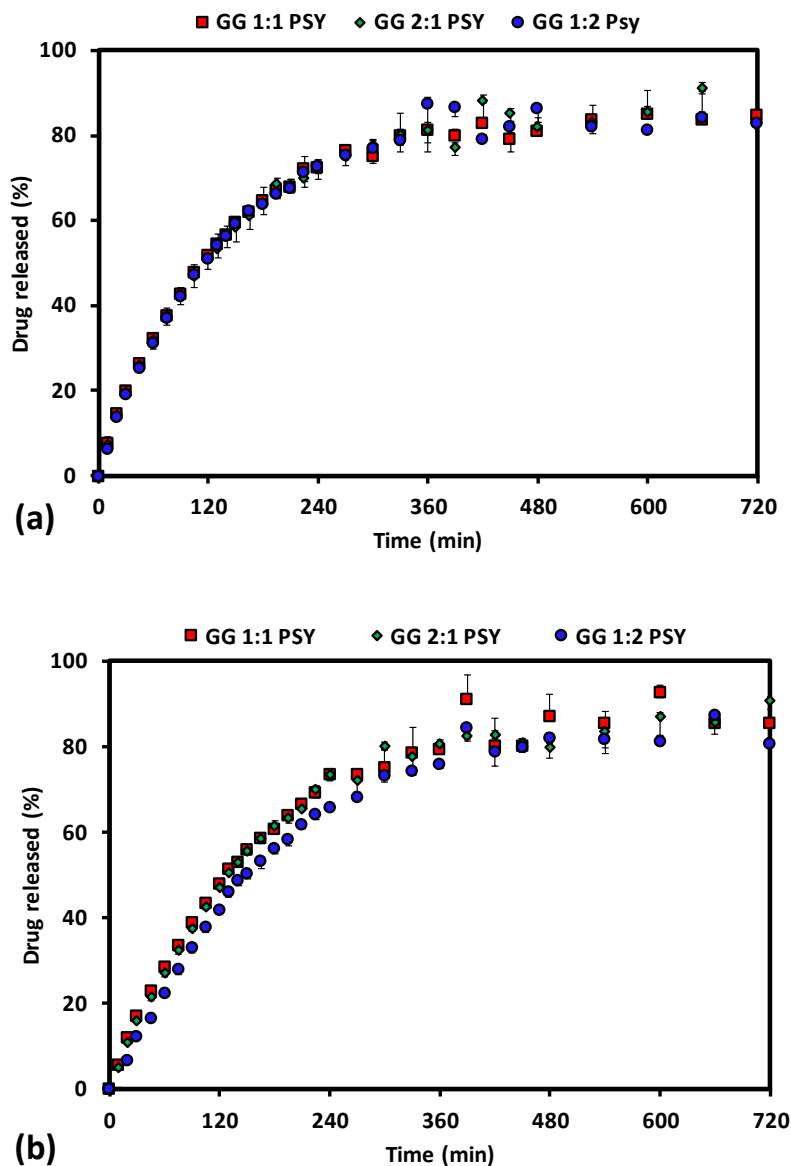 GG 1:1 PSY GG 2:1 PSY GG 1:2 Psy
100
80
60
40
20
0
Drug released (%)
0 120 240 360 480 600 720
Time (min)
(a)
GG 1:1 PSY GG 2:1 PSY GG 1:2 PSY
100
80
60
40
20
0
Drug released (%)
0 120 240 360 480 600 720
Time (min)
(b)